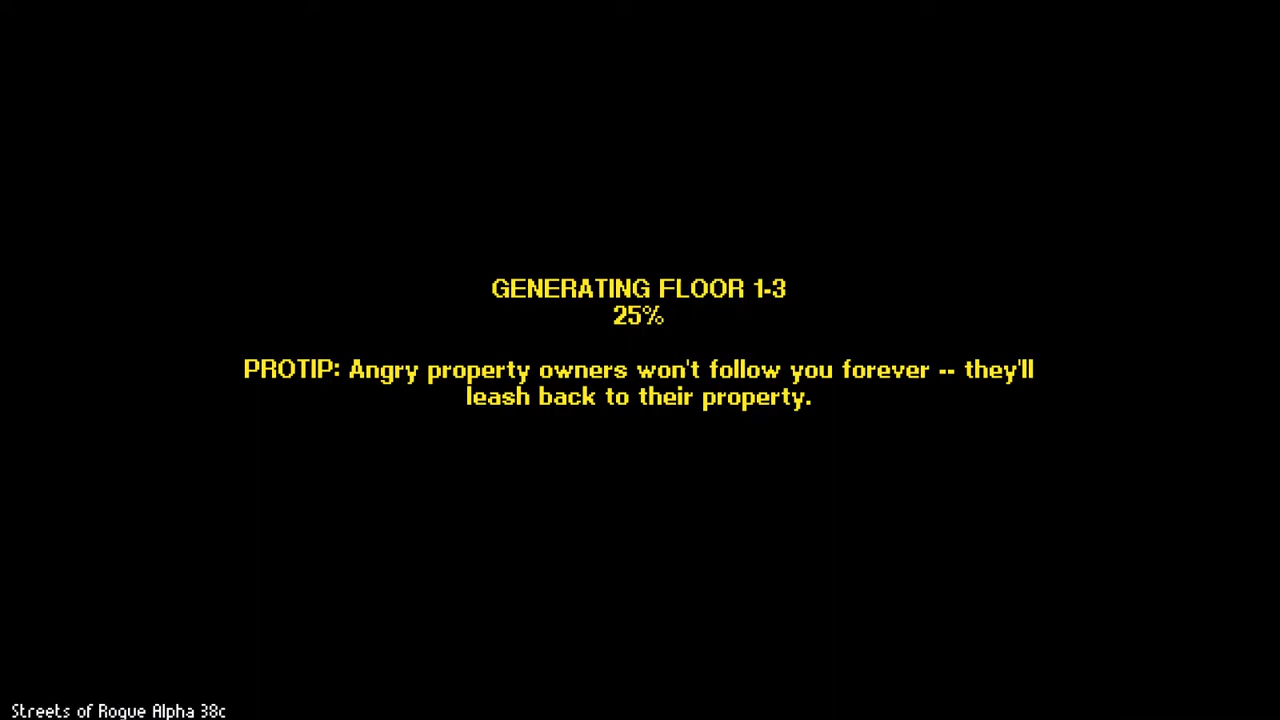 GENERATING FLOOR 1-3
25%
PROTIP: Angry property owners won't follow you forever -- they'll
leash back to their property.
Streets of Rogue Alpha 38c